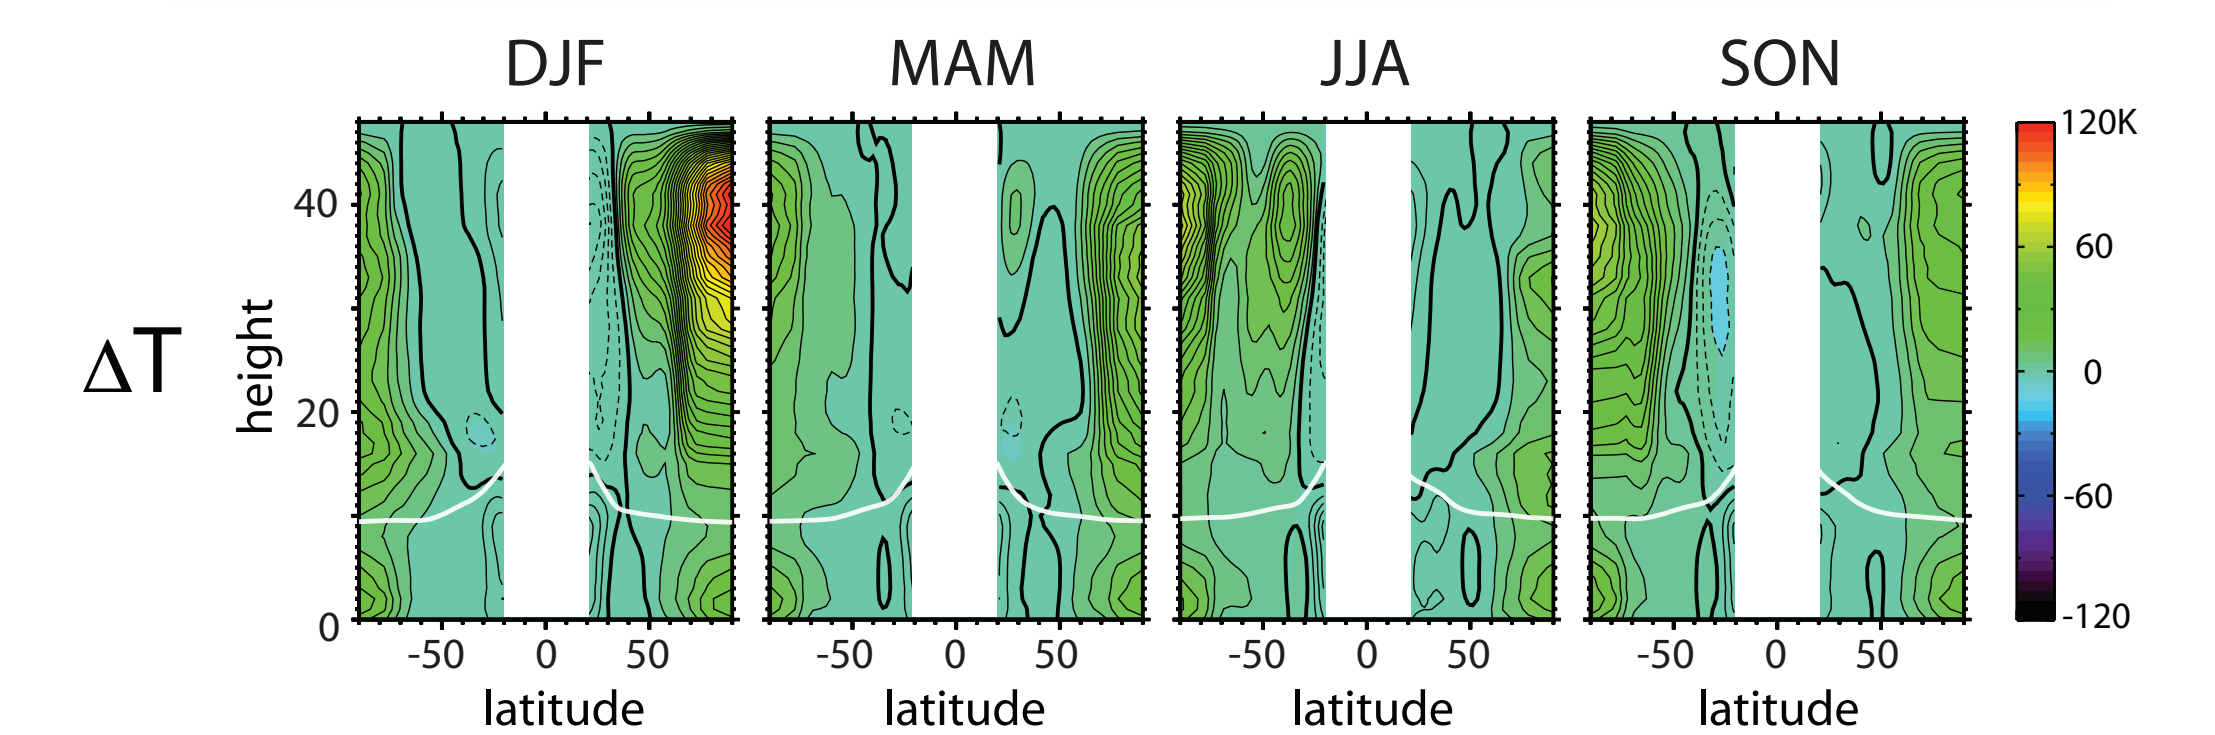 DJF MAM JJA SON
120K
40
60
ΔT
height
0
20
-60
0
-120
-50 0 50 -50 0 50 -50 0 50 -50 0 50
latitude latitude latitude latitude